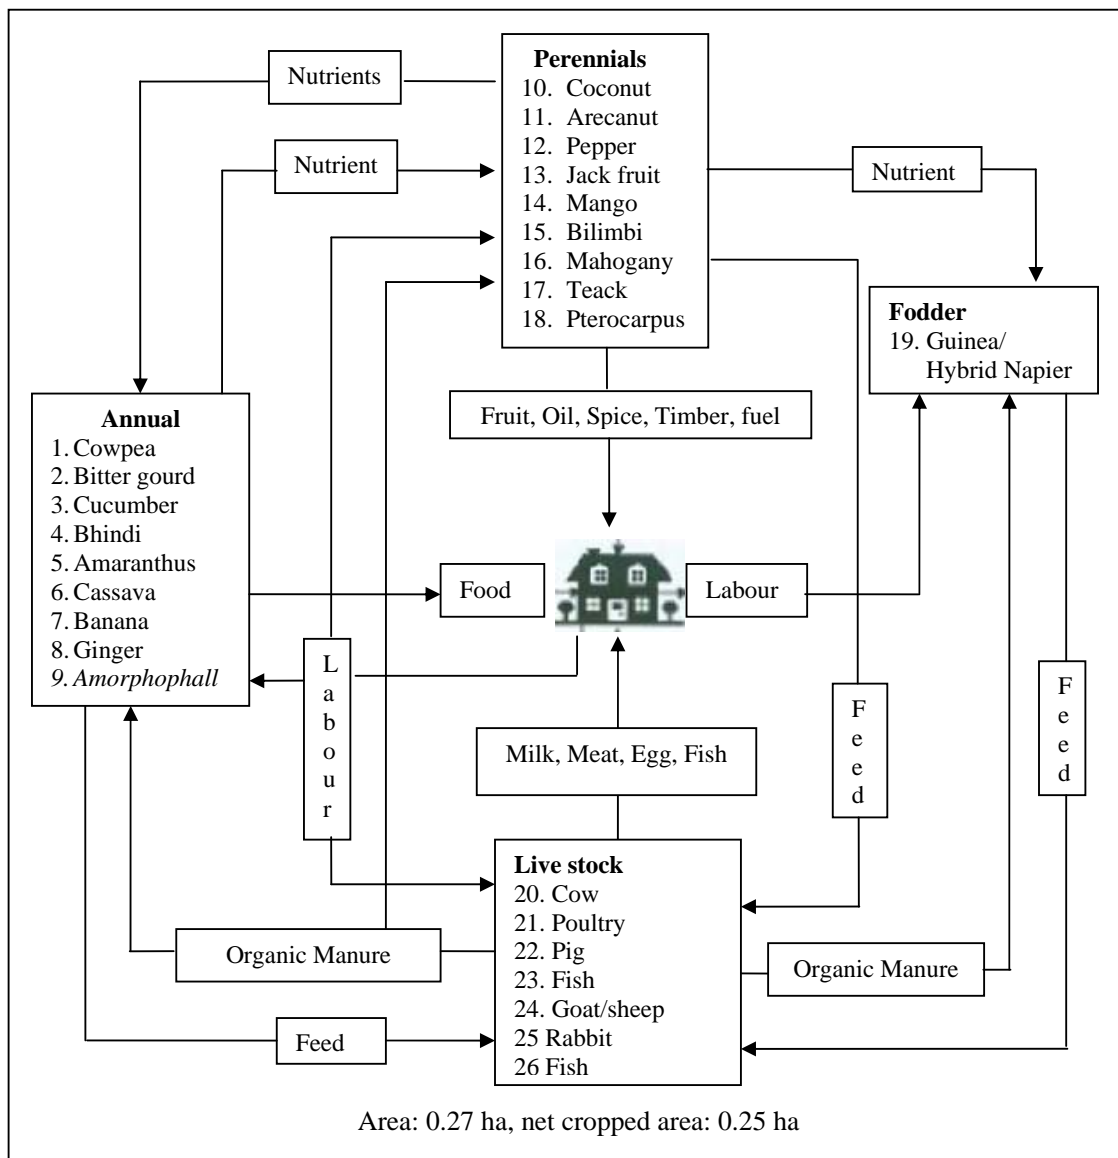 Perennials
10. Coconut
11. Arecanut
12. Pepper
13. Jack fruit
14. Mango
15. Bilimbi
16. Mahogany
17. Teack
18. Pterocarpus
Nutrients
Nutrient
Nutrient
Fodder
19. Guinea/
Hybrid Napier
Fruit, Oil, Spice, Timber, fuel
Annual
1. Cowpea
2. Bitter gourd
3. Cucumber
4. Bhindi
5. Amaranthus
6. Cassava
7. Banana
8. Ginger
9. Amorphophall
Food
Labour
Labour
Feed
Feed
Milk, Meat, Egg, Fish
Live stock
20. Cow
21. Poultry
22. Pig
23. Fish
24. Goat/sheep
25 Rabbit
26 Fish
Organic Manure
Organic Manure
Feed
Area: 0.27 ha, net cropped area: 0.25 ha